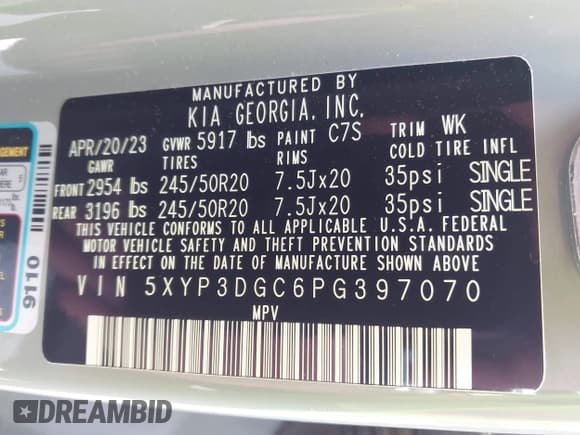 MANUFACTURED BY
KIA GEORGIA, INC.
APR/20/23 GVWR 5917 lbs PAINT C7S TRIM WK
GAWR TIRES RIMS COLD TIRE INFL
FRONT 2954 lbs 245/50R20 7.5Jx20 35psi SINGLE
REAR 3196 lbs 245/50R20 7.5Jx20 35psi SINGLE
THIS VEHICLE CONFORMS TO ALL APPLICABLE U.S.A. FEDERAL
MOTOR VEHICLE SAFETY AND THEFT PREVENTION STANDARDS
IN EFFECT ON THE DATE OF MANUFACTURE SHOWN ABOVE
VIN 5XYP3DGC6PG397070
MPV
9110
DREAMBID